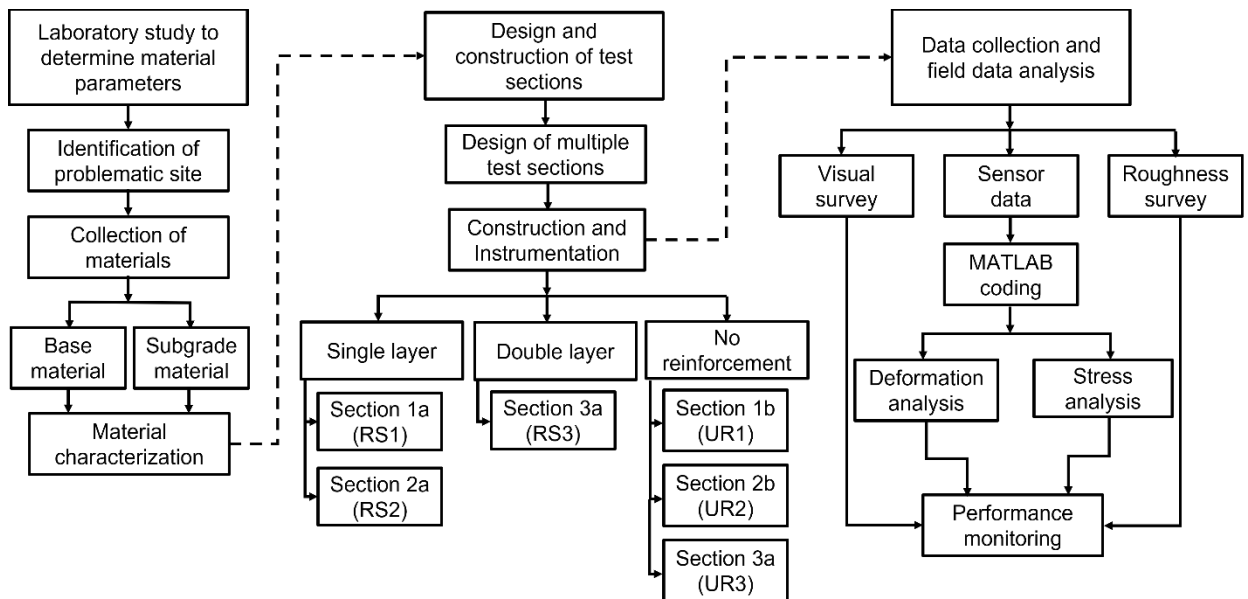 Laboratory study to
determine material
parameters
Identification of
problematic site
Collection of
materials
Base
material
Subgrade
material
Material
characterization
Design and
construction of test
sections
Design of multiple
test sections
Construction and
Instrumentation
Single layer
Section 1a
(RS1)
Section 2a
(RS2)
Double layer
Section 3a
(RS3)
No
reinforcement
Section 1b
(UR1)
Section 2b
(UR2)
Section 3a
(UR3)
Data collection and
field data analysis
Visual
survey
Sensor
data
Roughness
survey
MATLAB
coding
Deformation
analysis
Stress
analysis
Performance
monitoring